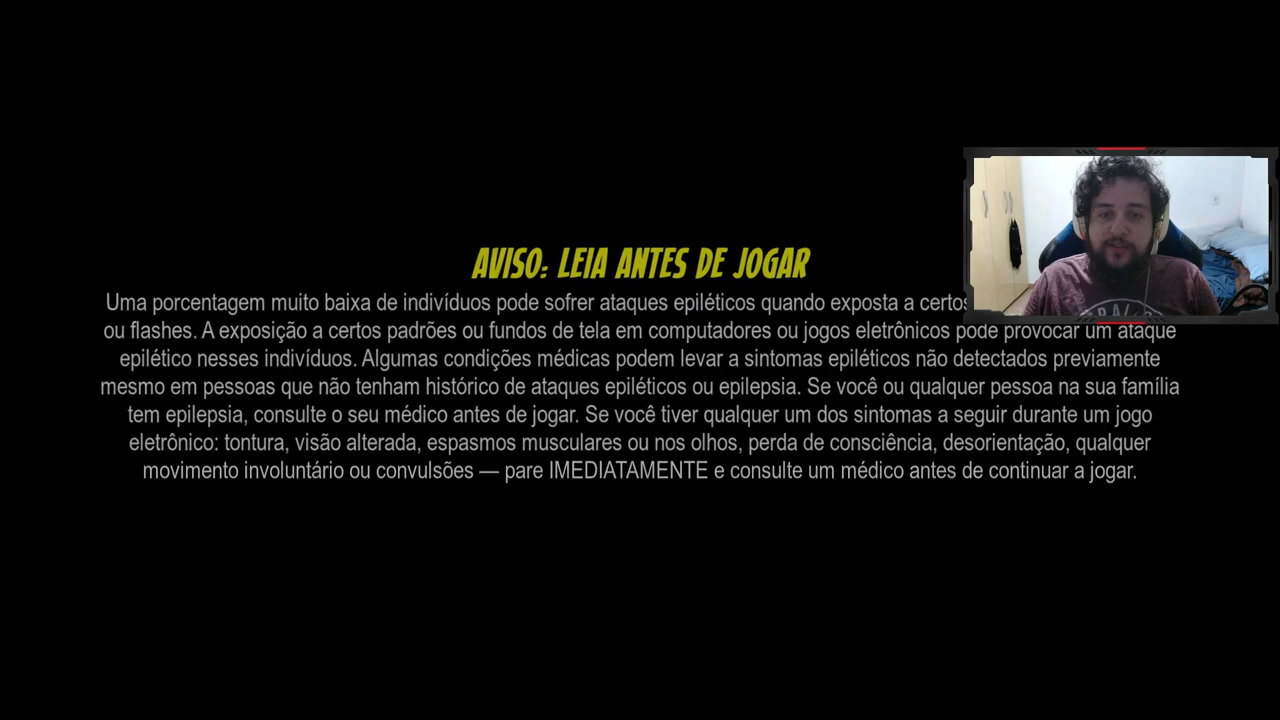 AVISO: LEIA ANTES DE JOGAR
Uma porcentagem muito baixa de indivíduos pode sofrer ataques epiléticos quando exposta a certos
ou flashes. A exposição a certos padrões ou fundos de tela em computadores ou jogos eletrônicos pode provocar um ataque
epilético nesses indivíduos. Algumas condições médicas podem levar a sintomas epiléticos não detectados previamente
mesmo em pessoas que não tenham histórico de ataques epiléticos ou epilepsia. Se você ou qualquer pessoa na sua família
tem epilepsia, consulte o seu médico antes de jogar. Se você tiver qualquer um dos sintomas a seguir durante um jogo
eletrônico: tontura, visão alterada, espasmos musculares ou nos olhos, perda de consciência, desorientação, qualquer
movimento involuntário ou convulsões — pare IMEDIATAMENTE e consulte um médico antes de continuar a jogar.